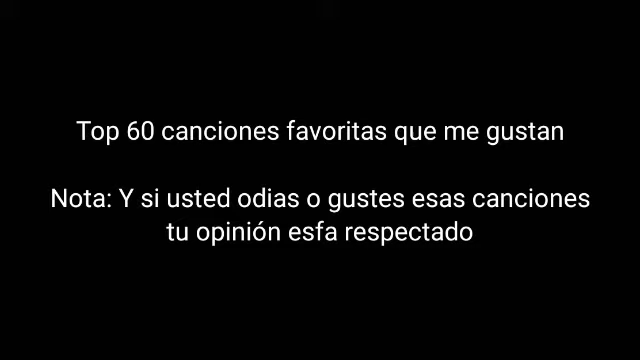 Top 60 canciones favoritas que me gustan
Nota: Y si usted odias o gustes esas canciones
tu opinión esfa respectado